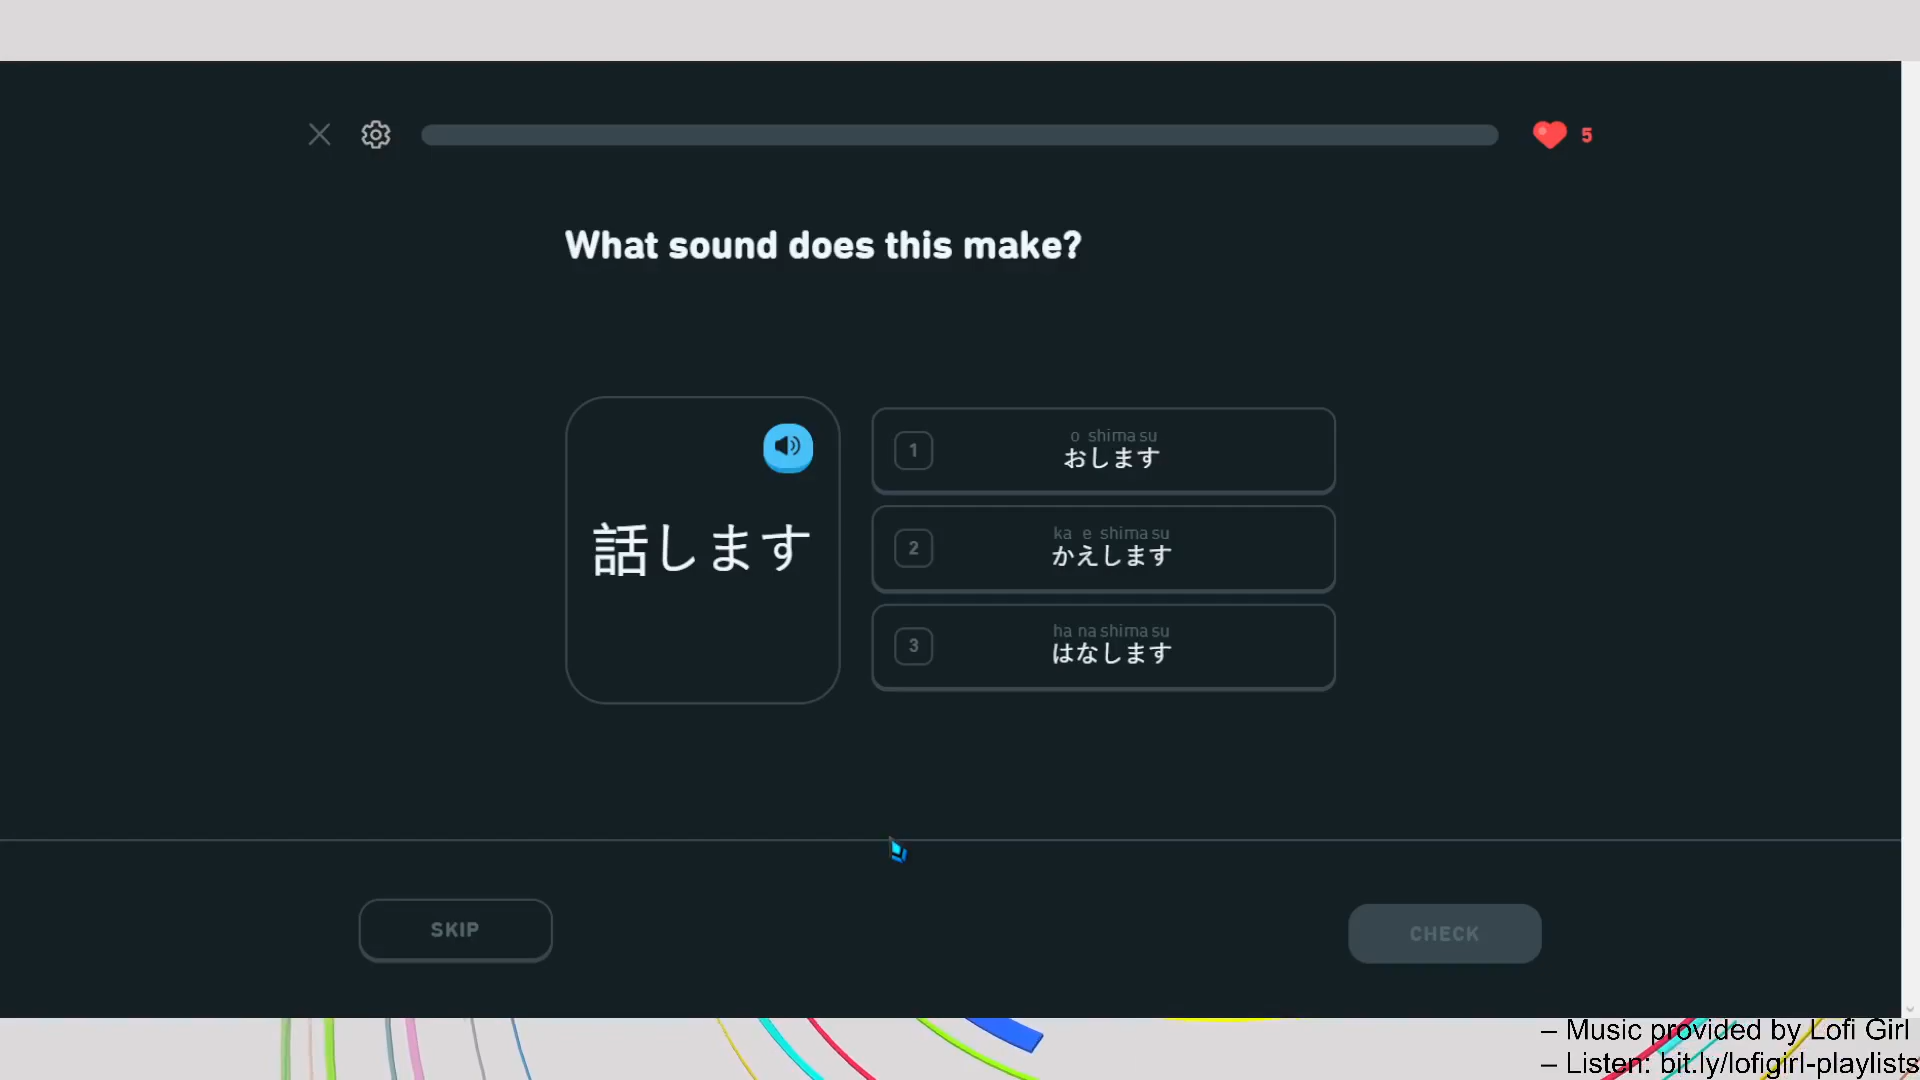 5
What sound does this make?
話します
1
o shima su
おします
2
ka e shima su
かえします
3
ha na shima su
はなします
SKIP
CHECK
– Music provided by Lofi Girl
– Listen: bit.ly/lofigirl-playlists